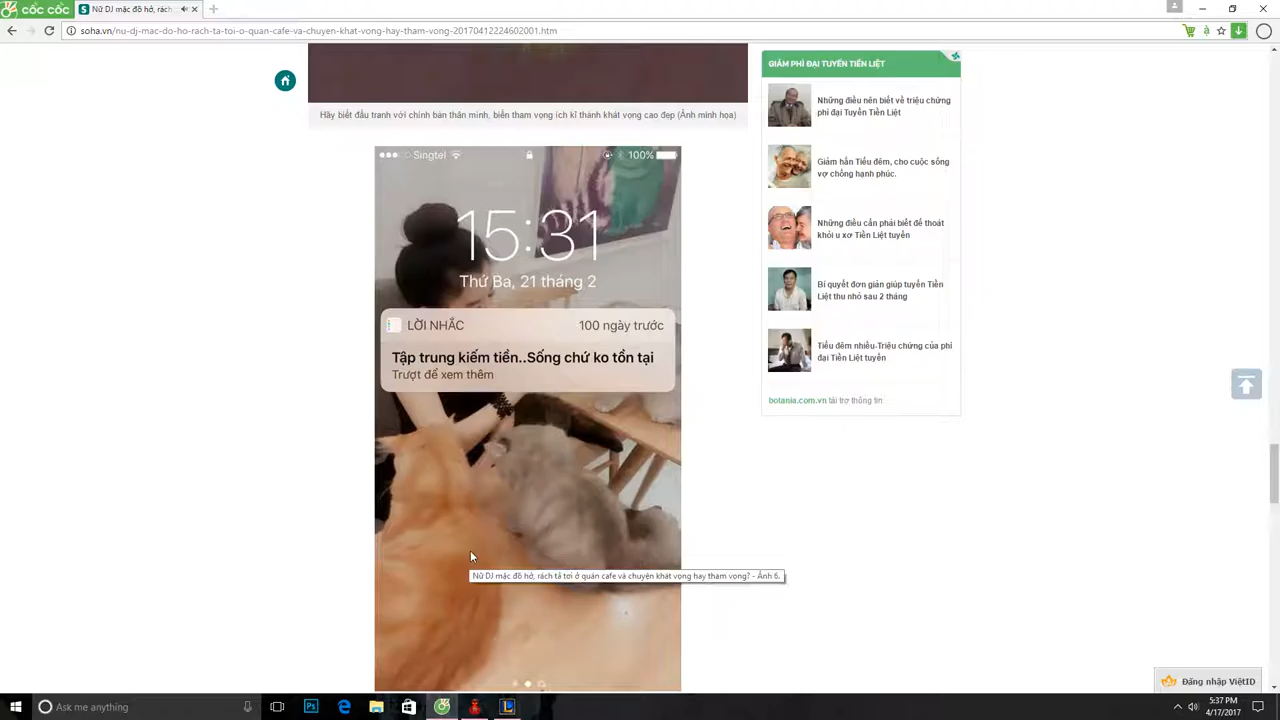 cốc cốc
Nữ DJ mặc đồ hở, rách
soha.vn/nu-dj-mac-do-ho-rach-ta-toi-o-quan-cafe-va-chuyen-khat-vong-hay-tham-vong-20170412224602001.htm
Hãy biết đấu tranh với chính bản thân mình, biến tham vọng ích kỉ thành khát vọng cao đẹp (Ảnh minh họa)
Singtel
100%
15:31
Thứ Ba, 21 tháng 2
LỜI NHẮC
100 ngày trước
Tập trung kiếm tiền..Sống chứ ko tồn tại
Trượt để xem thêm
Nữ DJ mặc đồ hở, rách tả tơi ở quán cafe và chuyện khát vọng hay tham vọng? - Ảnh 6.
GIẢM PHÌ ĐẠI TUYẾN TIỀN LIỆT
Những điều nên biết về triệu chứng
phì đại Tuyến Tiền Liệt
Giảm hẳn Tiểu đêm, cho cuộc sống
vợ chồng hạnh phúc.
Những điều cần phải biết để thoát
khỏi u xơ Tiền Liệt tuyến
Bí quyết đơn giản giúp tuyến Tiền
Liệt thu nhỏ sau 2 tháng
Tiểu đêm nhiều-Triệu chứng của phì
đại Tiền Liệt tuyến
botania.com.vn tài trợ thông tin
Đăng nhập VietID
Ask me anything
5:37 PM
4/17/2017